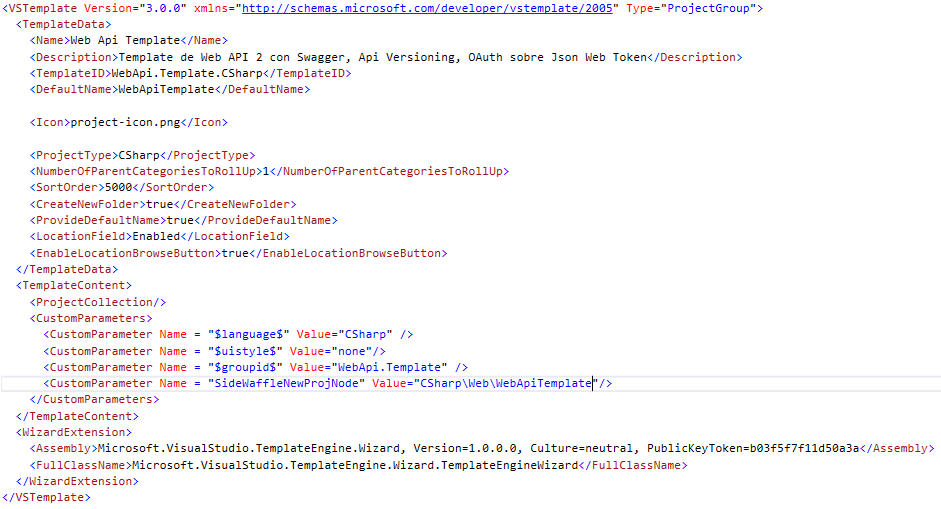 <VSTemplate Version="3.0.0" xmlns="http://schemas.microsoft.com/developer/vstemplate/2005" Type="ProjectGroup">
<TemplateData>
<Name>Web Api Template</Name>
<Description>Template de Web API 2 con Swagger, Api Versioning, OAuth sobre Json Web Token</Description>
<TemplateID>WebApi.Template.CSharp</TemplateID>
<DefaultName>WebApiTemplate</DefaultName>
<Icon>project-icon.png</Icon>
<ProjectType>CSharp</ProjectType>
<NumberOfParentCategoriesToRollUp>1</NumberOfParentCategoriesToRollUp>
<SortOrder>5000</SortOrder>
<CreateNewFolder>true</CreateNewFolder>
<ProvideDefaultName>true</ProvideDefaultName>
<LocationField>Enabled</LocationField>
<EnableLocationBrowseButton>true</EnableLocationBrowseButton>
</TemplateData>
<TemplateContent>
<ProjectCollection/>
<CustomParameters>
<CustomParameter Name = "$language$" Value="CSharp" />
<CustomParameter Name = "$uistyle$" Value="none"/>
<CustomParameter Name = "$groupid$" Value="WebApi.Template" />
<CustomParameter Name = "SideWaffleNewProjNode" Value="CSharp\Web\WebApiTemplate"/>
</CustomParameters>
</TemplateContent>
<WizardExtension>
<Assembly>Microsoft.VisualStudio.TemplateEngine.Wizard, Version=1.0.0.0, Culture=neutral, PublicKeyToken=b03f5f7f11d50a3a</Assembly>
<FullClassName>Microsoft.VisualStudio.TemplateEngine.Wizard.TemplateEngineWizard</FullClassName>
</WizardExtension>
</VSTemplate>